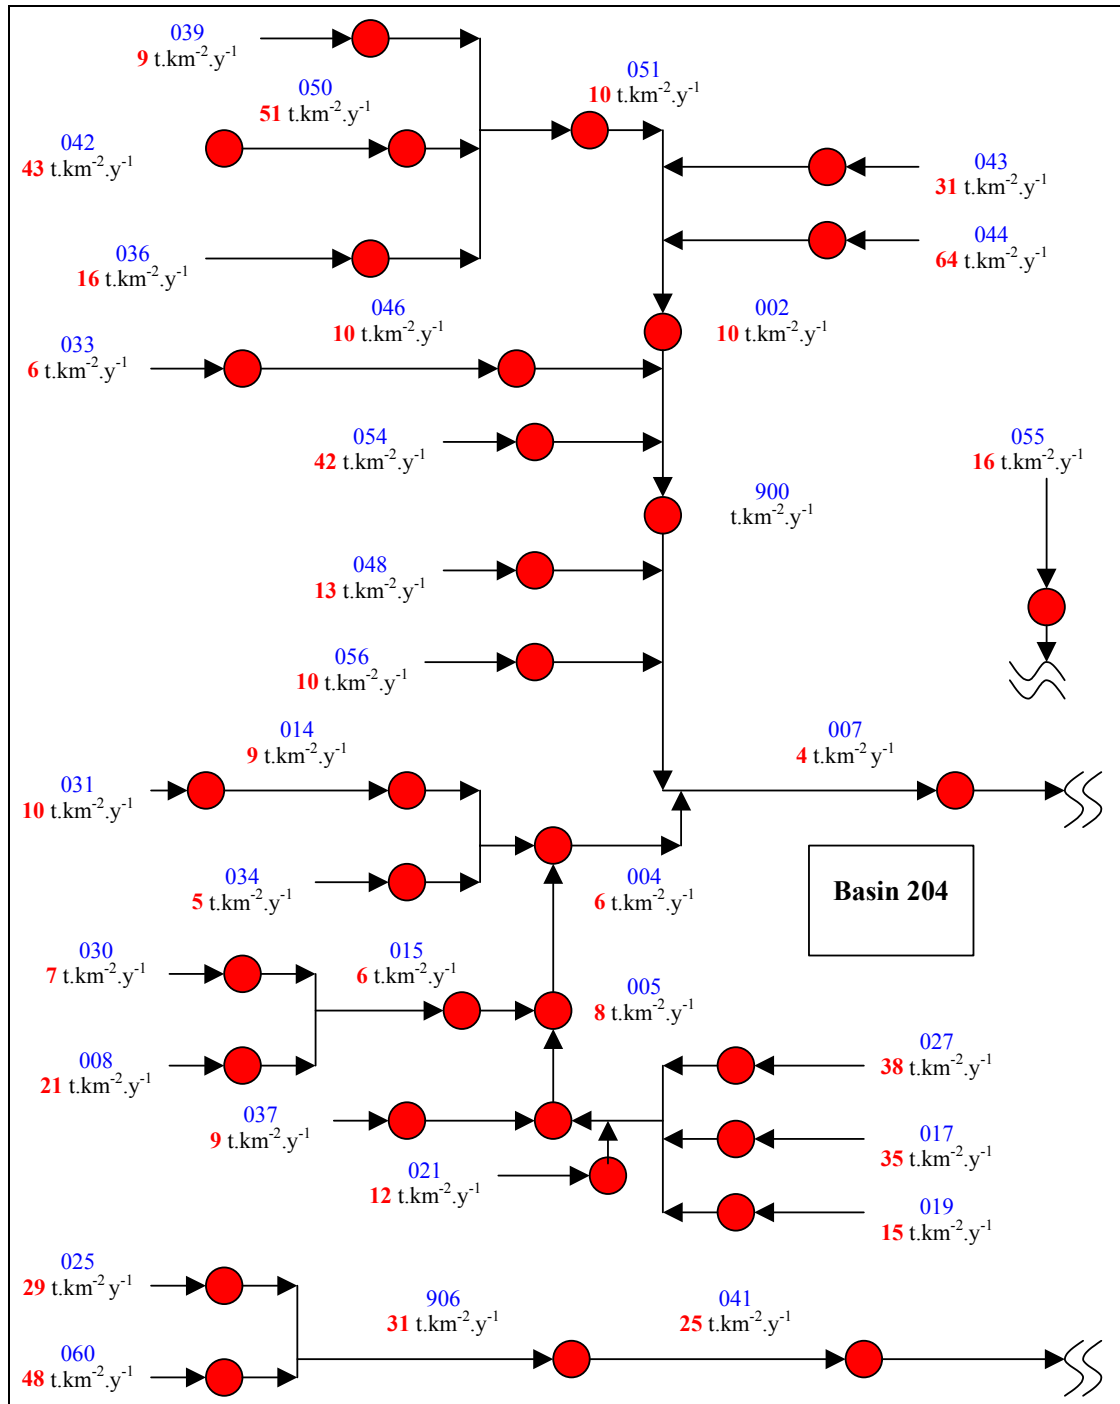 039
9 t.km-2.y-1
050
51 t.km-2.y-1
051
10 t.km-2.y-1
042
43 t.km-2.y-1
043
31 t.km-2.y-1
036
16 t.km-2.y-1
044
64 t.km-2.y-1
046
10 t.km-2.y-1
002
10 t.km-2.y-1
033
6 t.km-2.y-1
054
42 t.km-2.y-1
055
16 t.km-2.y-1
900
t.km-2.y-1
048
13 t.km-2.y-1
056
10 t.km-2.y-1
014
9 t.km-2.y-1
007
4 t.km-2 y-1
031
10 t.km-2.y-1
034
5 t.km-2.y-1
004
6 t.km-2.y-1
Basin 204
030
7 t.km-2.y-1
015
6 t.km-2.y-1
005
8 t.km-2.y-1
008
21 t.km-2.y-1
027
38 t.km-2.y-1
037
9 t.km-2.y-1
017
35 t.km-2.y-1
021
12 t.km-2.y-1
019
15 t.km-2.y-1
025
29 t.km-2 y-1
906
31 t.km-2.y-1
041
25 t.km-2.y-1
060
48 t.km-2.y-1